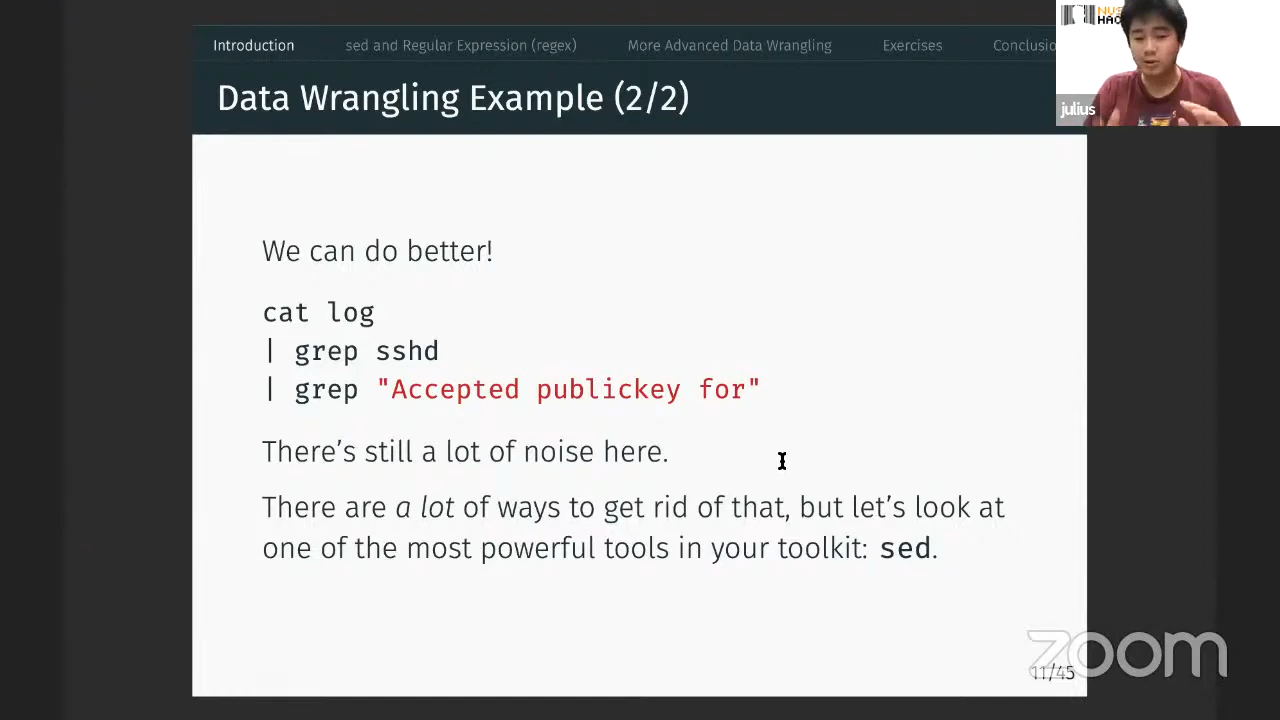 Introduction sed and Regular Expression (regex) More Advanced Data Wrangling Exercises Conclusio
Data Wrangling Example (2/2)
NUS
HAC
julius
We can do better!
cat log
| grep sshd
| grep "Accepted publickey for"
There's still a lot of noise here.
There are a lot of ways to get rid of that, but let's look at
one of the most powerful tools in your toolkit: sed.
zoom
11/45